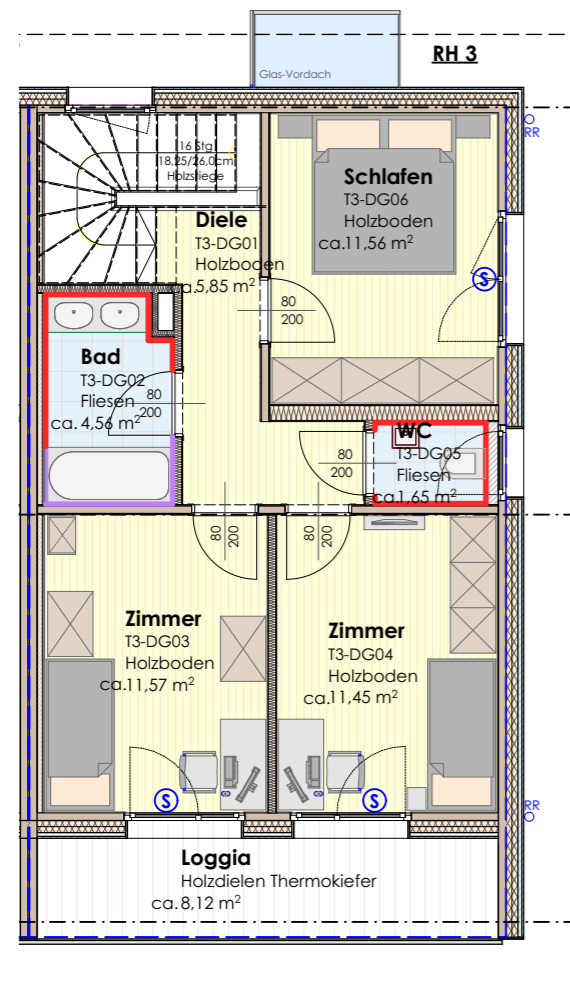 RH 3
Glas-Vordach
O
RR
16 Stg
18,25/26,0cm
Holzstiege
Schlafen
T3-DG06
Holzboden
ca.11,56 m²
Diele
T3-DG01
Holzboden
ca.5,85 m²
S
80
200
Bad
T3-DG02
Fliesen
ca. 4,56 m²
80
200
WC
T3-DG05
Fliesen
ca.1,65 m²
80
200
80
200
80
200
Zimmer
T3-DG03
Holzboden
ca.11,57 m²
Zimmer
T3-DG04
Holzboden
ca.11,45 m²
S
S
RR
O
Loggia
Holzdielen Thermokiefer
ca.8,12 m²